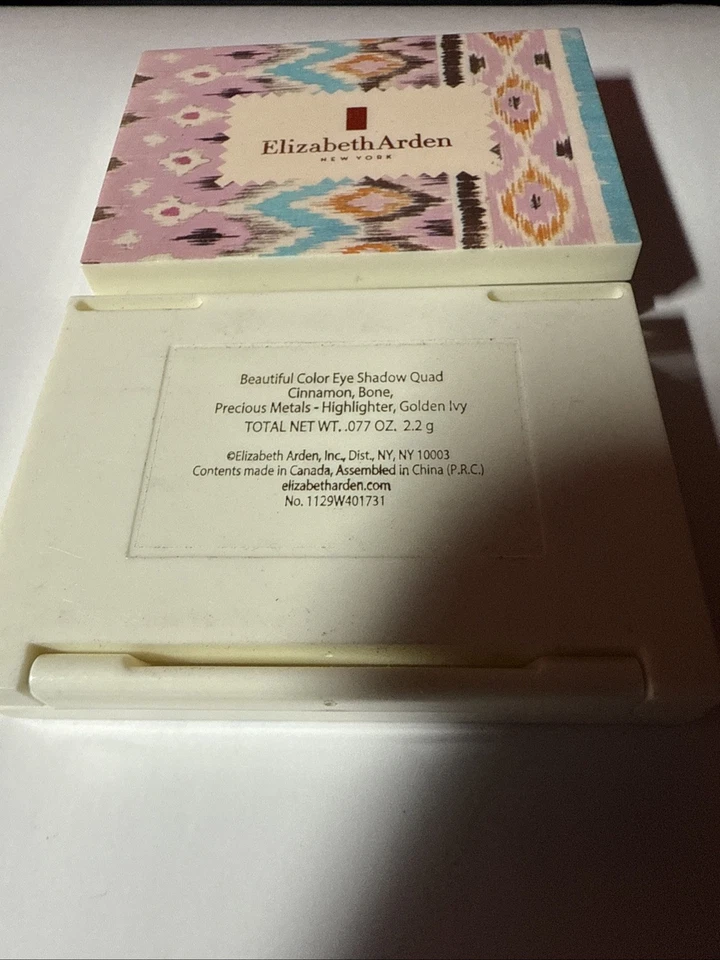 Elizabeth Arden
NEW YORK
Beautiful Color Eye Shadow Quad
Cinnamon, Bone,
Precious Metals - Highlighter, Golden Ivy
TOTAL NET WT. .077 OZ. 2.2 g
©Elizabeth Arden, Inc., Dist., NY, NY 10003
Contents made in Canada, Assembled in China (P.R.C.)
elizabetharden.com
No. 1129W401731